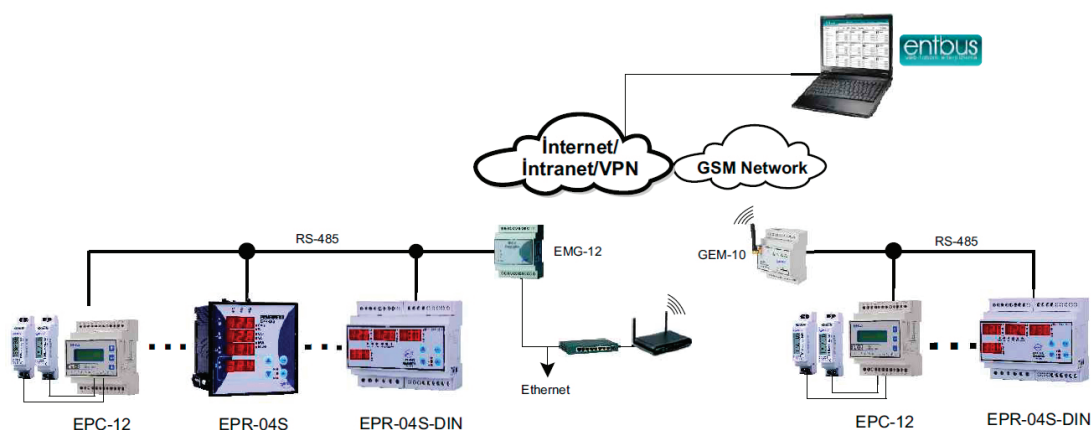 entbus
İnternet/
İntranet/VPN
GSM Network
RS-485
EMG-12
GEM-10
RS-485
Ethernet
EPC-12
EPR-04S
EPR-04S-DIN
EPC-12
EPR-04S-DIN